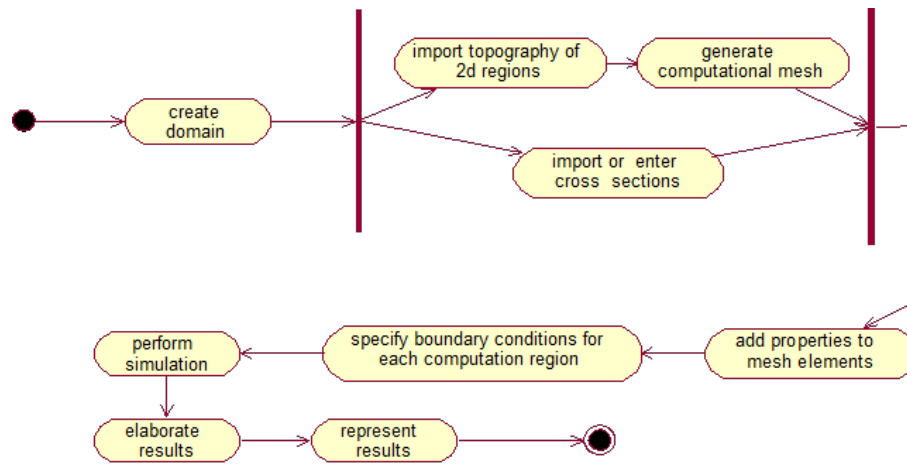 import topography of
2d regions
generate
computational mesh
create
domain
import or enter
cross sections
perform
simulation
specify boundary conditions for
each computation region
add properties to
mesh elements
elaborate
results
represent
results